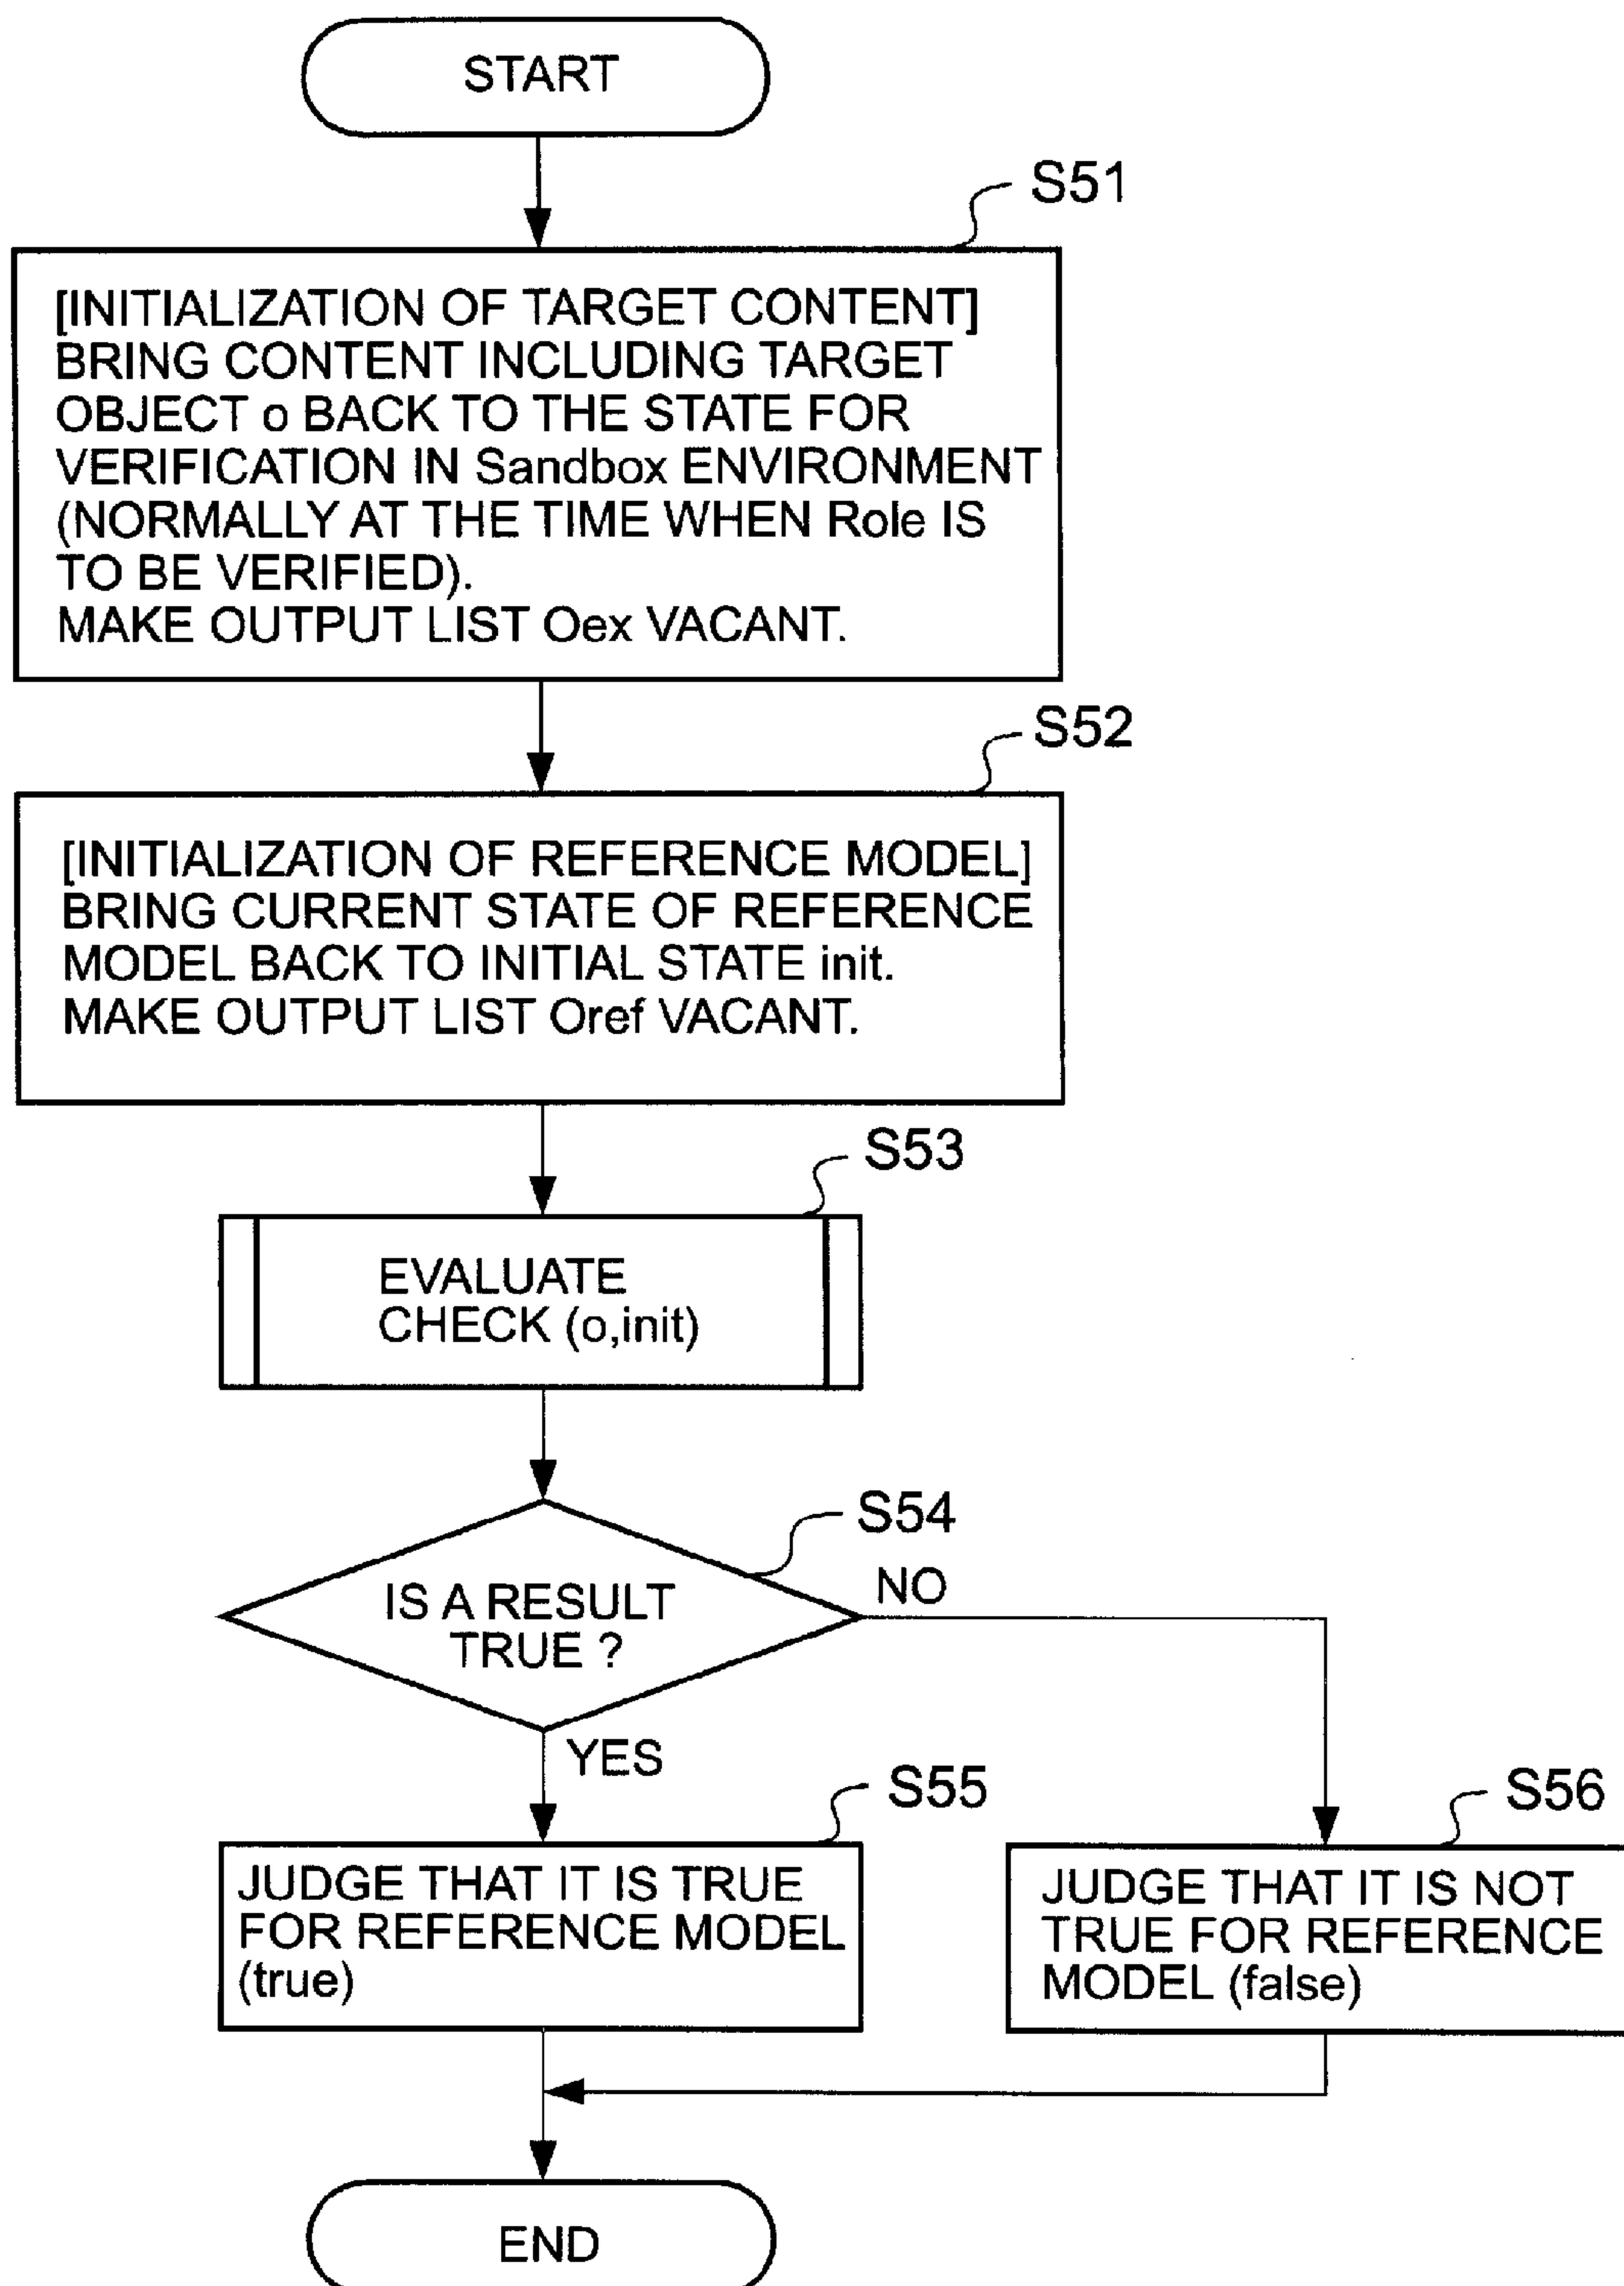 START
S51
[INITIALIZATION OF TARGET CONTENT]
BRING CONTENT INCLUDING TARGET
OBJECT o BACK TO THE STATE FOR
VERIFICATION IN Sandbox ENVIRONMENT
(NORMALLY AT THE TIME WHEN Role IS
TO BE VERIFIED).
MAKE OUTPUT LIST Oex VACANT.
S52
[INITIALIZATION OF REFERENCE MODEL]
BRING CURRENT STATE OF REFERENCE
MODEL BACK TO INITIAL STATE init.
MAKE OUTPUT LIST Oref VACANT.
S53
EVALUATE
CHECK (o,init)
S54
IS A RESULT
TRUE ?
NO
YES
S55
JUDGE THAT IT IS TRUE
FOR REFERENCE MODEL
(true)
S56
JUDGE THAT IT IS NOT
TRUE FOR REFERENCE
MODEL (false)
END